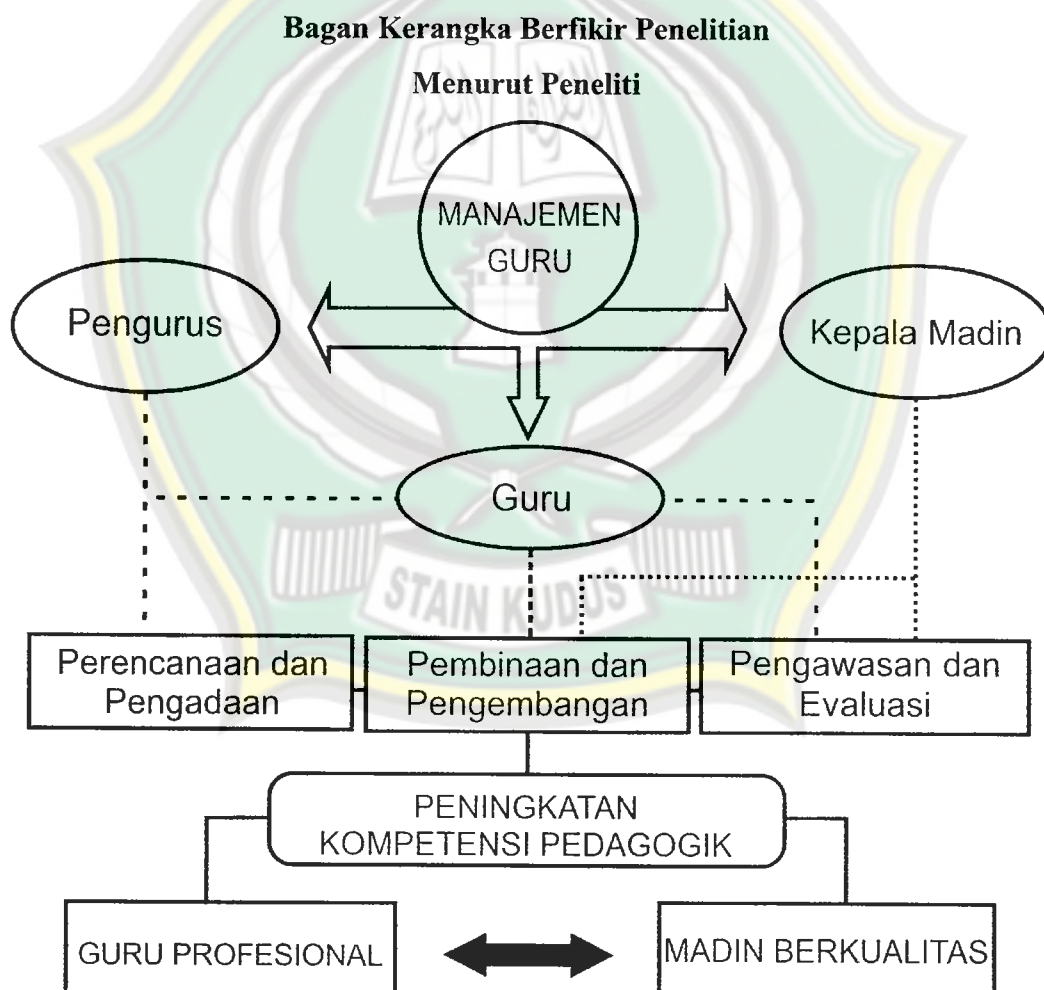 Bagan Kerangka Berfikir Penelitian
Menurut Peneliti
MANAJEMEN
GURU
Pengurus
Kepala Madin
Guru
STAIN KUDUS
Perencanaan dan
Pengadaan
Pembinaan dan
Pengembangan
Pengawasan dan
Evaluasi
PENINGKATAN
KOMPETENSI PEDAGOGIK
GURU PROFESIONAL
MADIN BERKUALITAS